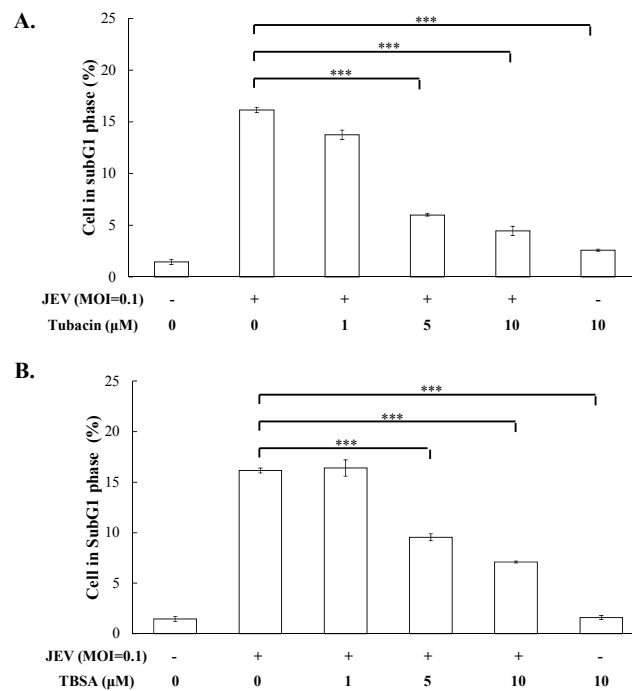 A.
***
***
***
Cell in subG1 phase (%)
25
20
15
10
5
0
JEV (MOI=0.1) - + + + + -
Tubacin (µM) 0 0 1 5 10 10
B.
***
***
***
Cell in SubG1 phase (%)
25
20
15
10
5
0
JEV (MOI=0.1) - + + + + -
TBSA (µM) 0 0 1 5 10 10